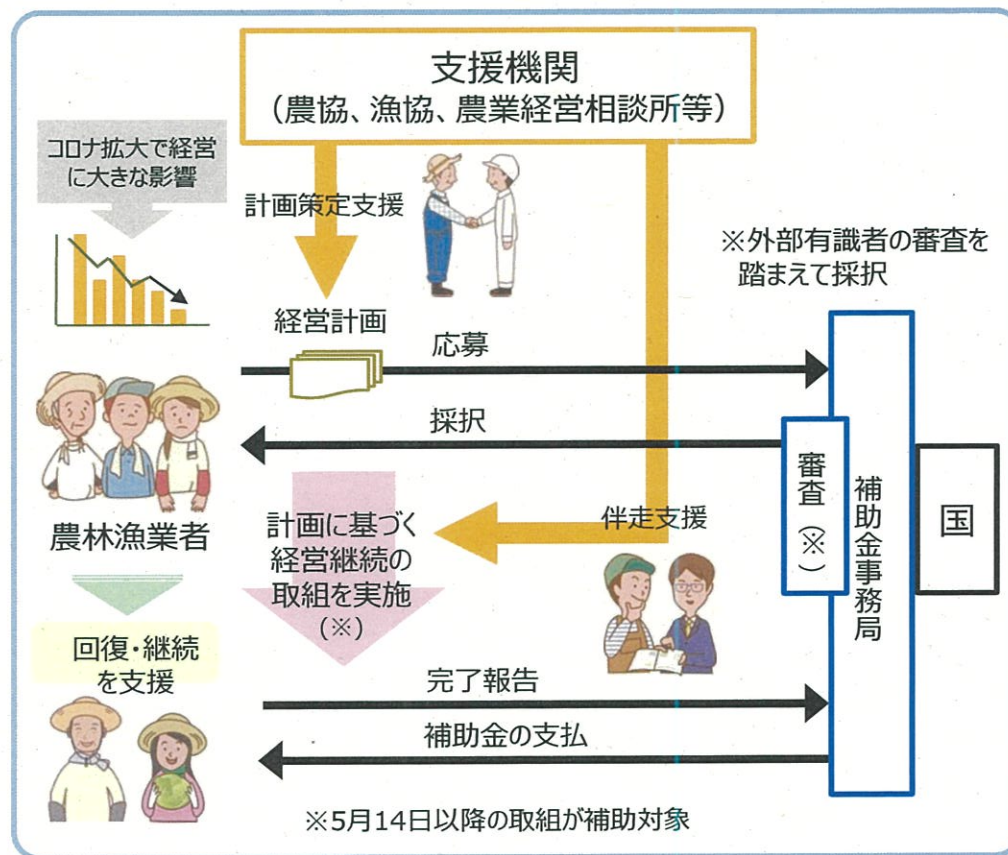 支援機関
（農協、漁協、農業経営相談所等）
コロナ拡大で経営
に大きな影響
計画策定支援
※外部有識者の審査を
踏まえて採択
経営計画
応募
採択
農林漁業者
計画に基づく
経営継続の
取組を実施
（※）
伴走支援
審査（※）
補助金事務局
国
回復・継続
を支援
完了報告
補助金の支払
※5月14日以降の取組が補助対象